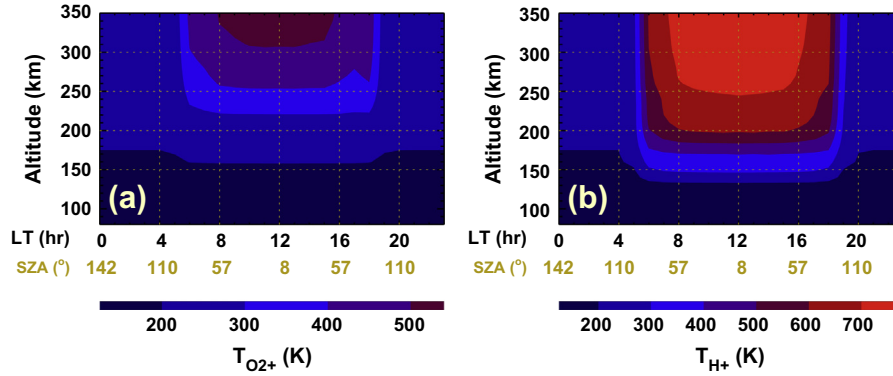 350 350
300 300
250 250
200 200
150 150
100 100
Altitude (km) Altitude (km)
(a) (b)
LT (hr) 0 4 8 12 16 20 LT (hr) 0 4 8 12 16 20
SZA (°) 142 110 57 8 57 110 SZA (°) 142 110 57 8 57 110
200 300 400 500 200 300 400 500 600 700
T_O2+ (K) T_H+ (K)